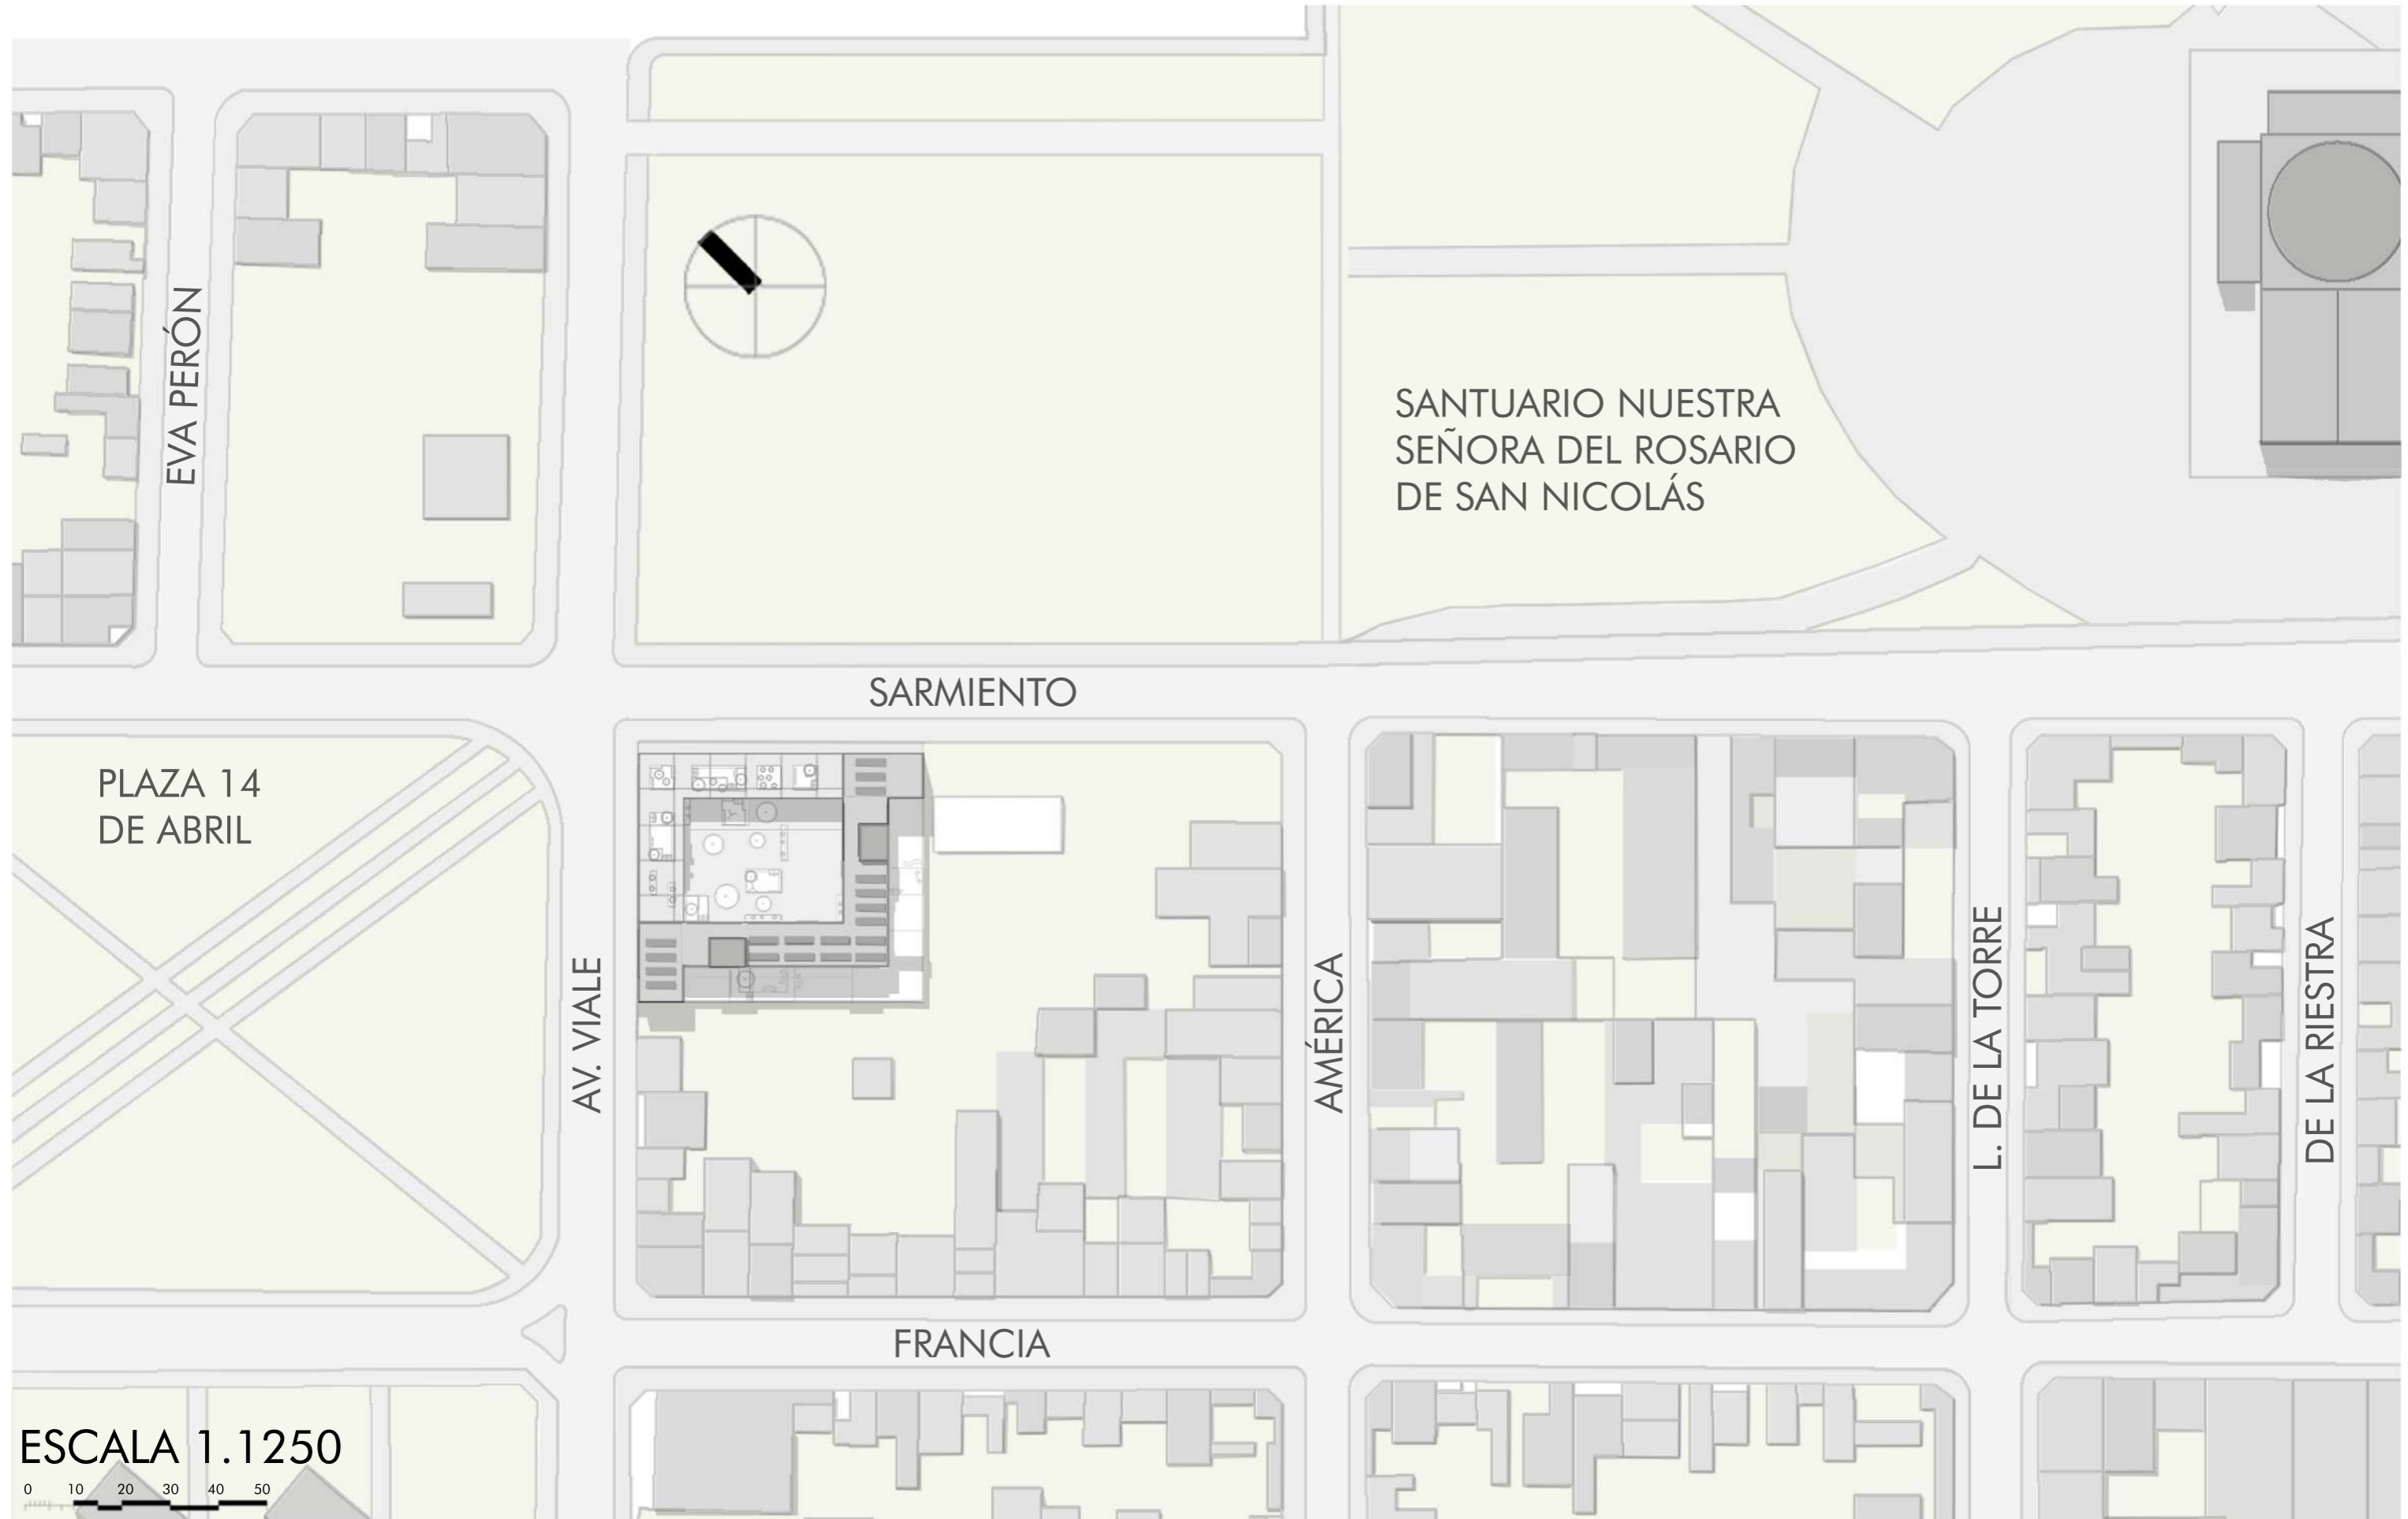 EVA PERÓN
SANTUARIO NUESTRA
SEÑORA DEL ROSARIO
DE SAN NICOLÁS
SARMIENTO
PLAZA 14
DE ABRIL
AV. VIALE
AMÉRICA
L. DE LA TORRE
DE LA RIESTRA
FRANCIA
ESCALA 1.1250
0 10 20 30 40 50